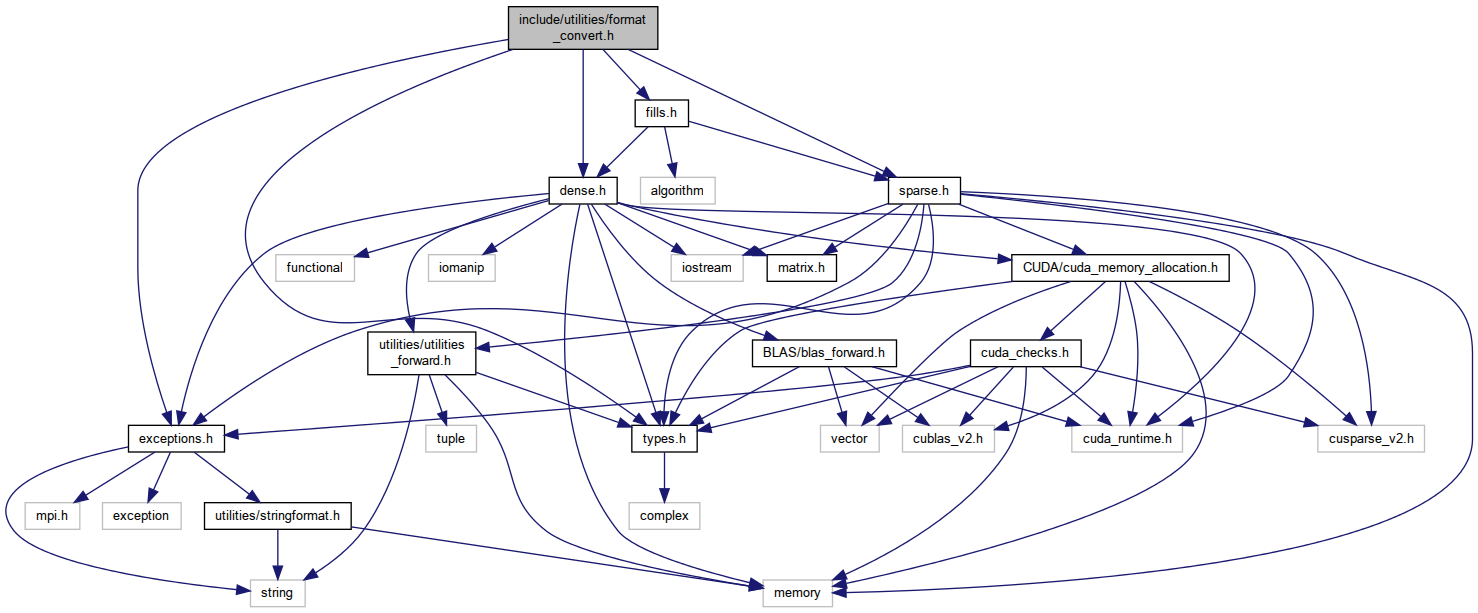 include/utilities/format
_convert.h
fills.h
dense.h
algorithm
sparse.h
functional
iomanip
iostream
matrix.h
CUDA/cuda_memory_allocation.h
utilities/utilities
_forward.h
BLAS/blas_forward.h
cuda_checks.h
exceptions.h
tuple
types.h
vector
cublas_v2.h
cuda_runtime.h
cusparse_v2.h
mpi.h
exception
utilities/stringformat.h
complex
string
memory